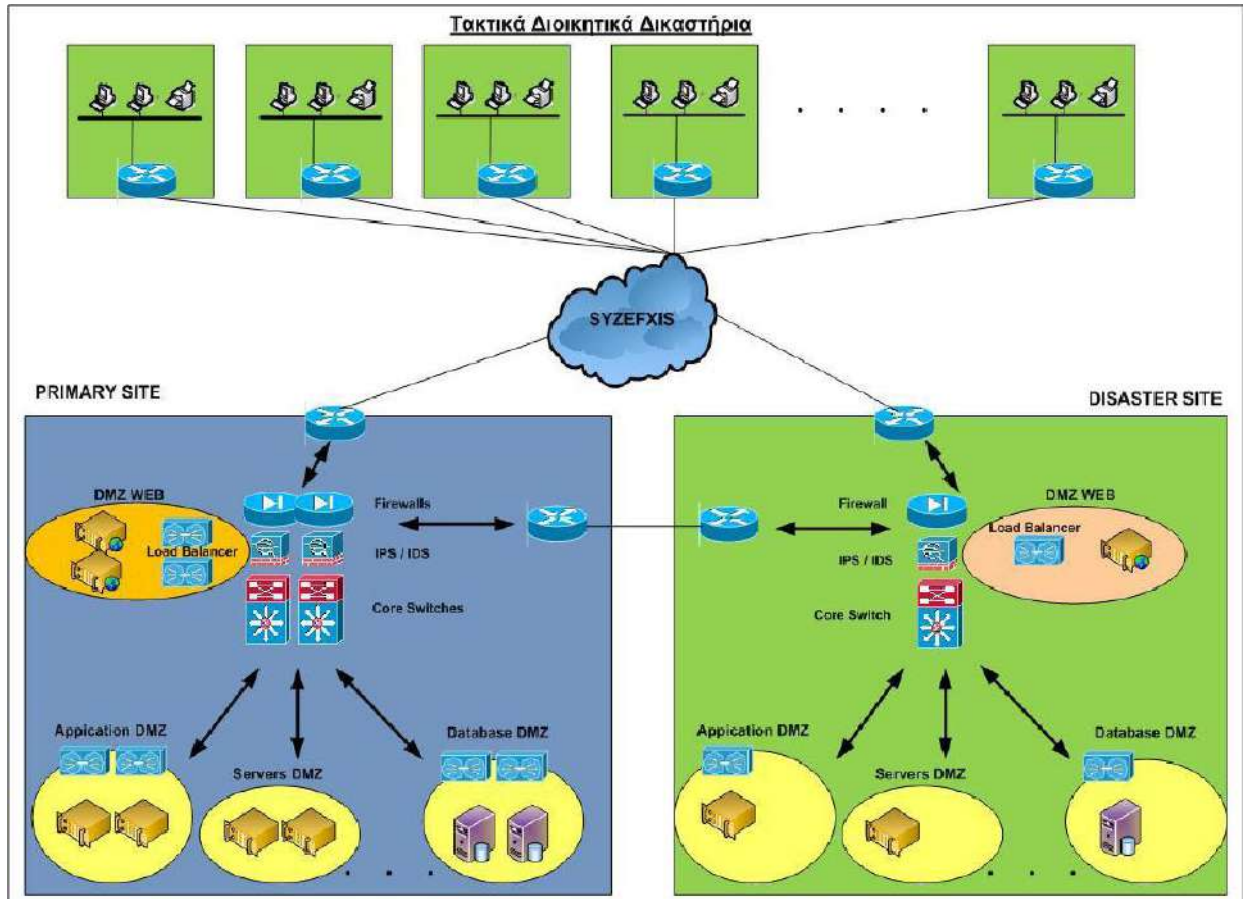 Τακτικά Διοικητικά Δικαστήρια
SYZEFXIS
PRIMARY SITE
DISASTER SITE
DMZ WEB
Load Balancer
Firewalls
IPS / IDS
Core Switches
Firewall
IPS / IDS
Core Switch
DMZ WEB
Load Balancer
Appication DMZ
Servers DMZ
Database DMZ
Appication DMZ
Servers DMZ
Database DMZ